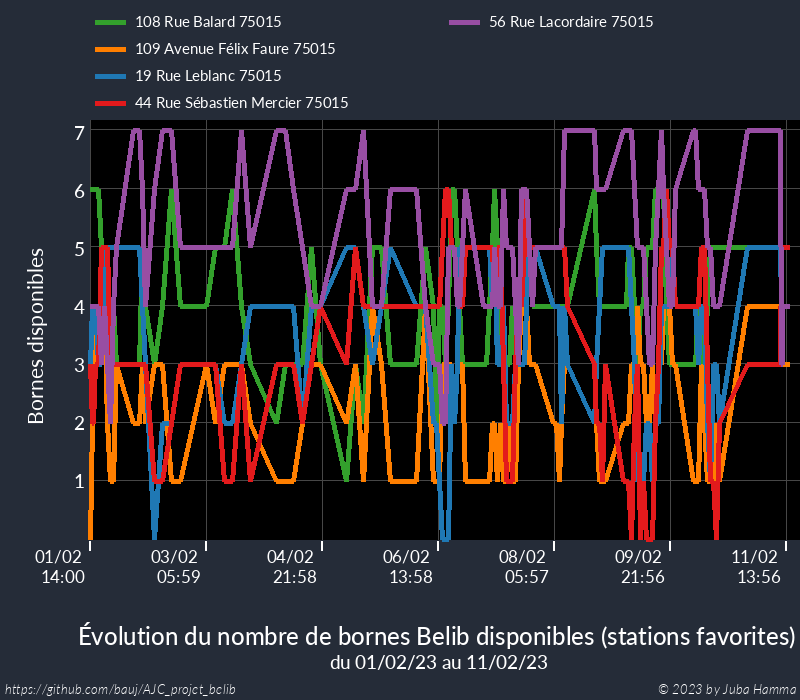 108 Rue Balard 75015
56 Rue Lacordaire 75015
109 Avenue Félix Faure 75015
19 Rue Leblanc 75015
44 Rue Sébastien Mercier 75015
Bornes disponibles
7
6
5
4
3
2
1
01/02 03/02 04/02 06/02 08/02 09/02 11/02
14:00 05:59 21:58 13:58 05:57 21:56 13:56
Évolution du nombre de bornes Belib disponibles (stations favorites)
du 01/02/23 au 11/02/23
https://github.com/bauj/AJC_projct_bclib
© 2023 by Juba Hamma